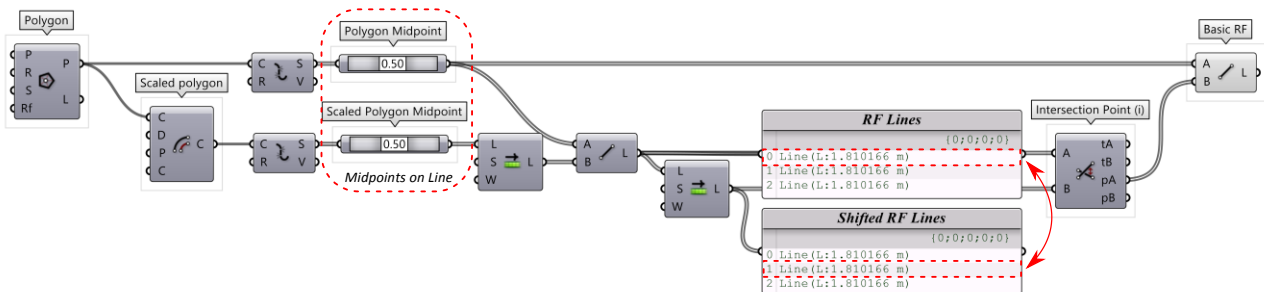 Polygon
P
R
S
Rf
P
L
Scaled polygon
C
D
P
C
C
C
R
S
V
C
R
S
V
Polygon Midpoint
0.50
Scaled Polygon Midpoint
0.50
Midpoints on Line
L
S
W
L
A
B
L
L
S
W
L
RF Lines
{0;0;0;0}
0 Line(L:1.810166 m)
1 Line(L:1.810166 m)
2 Line(L:1.810166 m)
Shifted RF Lines
{0;0;0;0;0}
0 Line(L:1.810166 m)
1 Line(L:1.810166 m)
2 Line(L:1.810166 m)
Intersection Point (i)
A
B
tA
tB
pA
pB
Basic RF
A
B
L